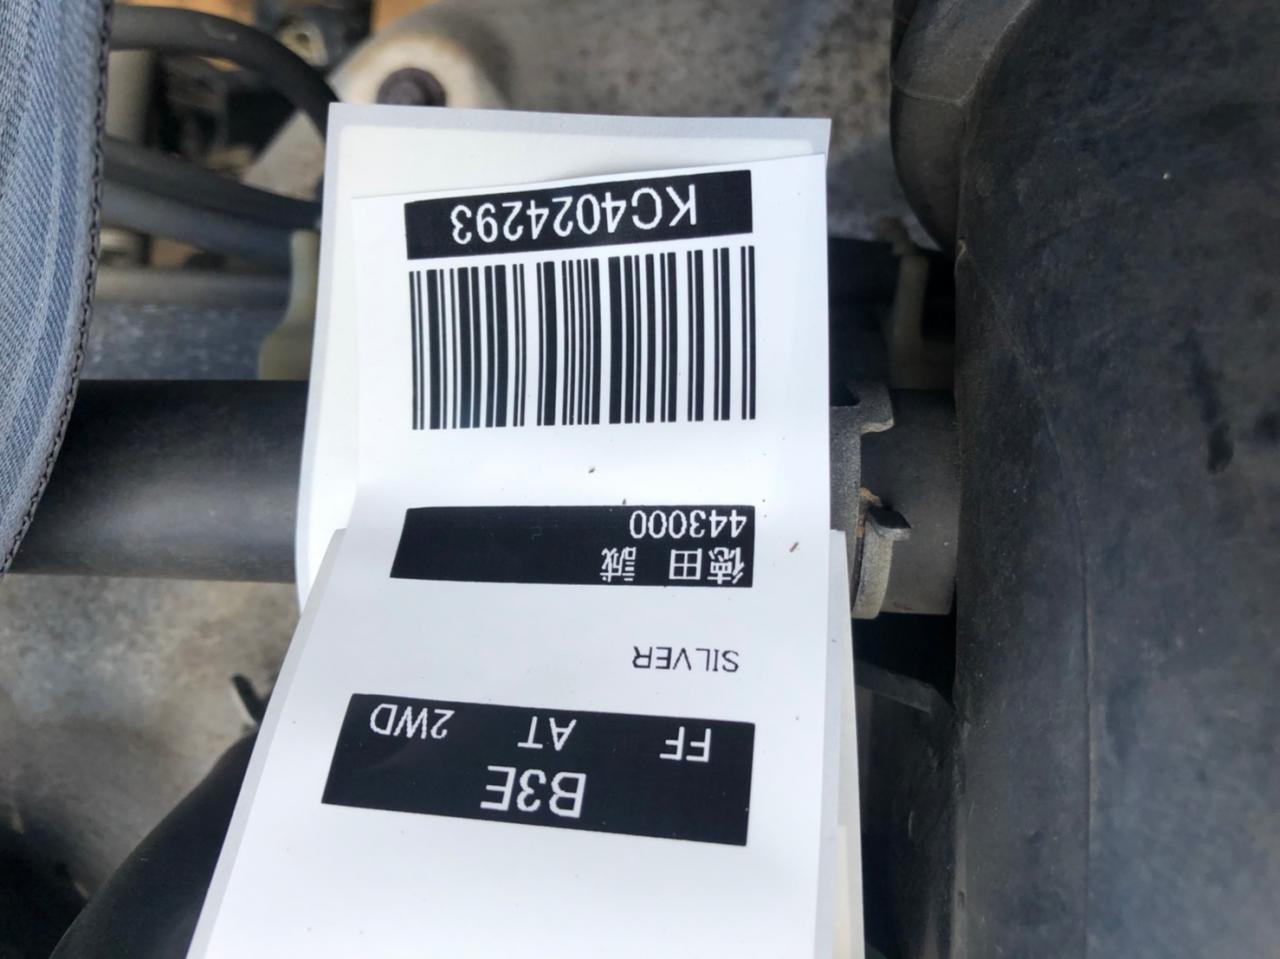 B3E
FF AT 2WD
SILVER
徳田 誠
443000
KC4024293